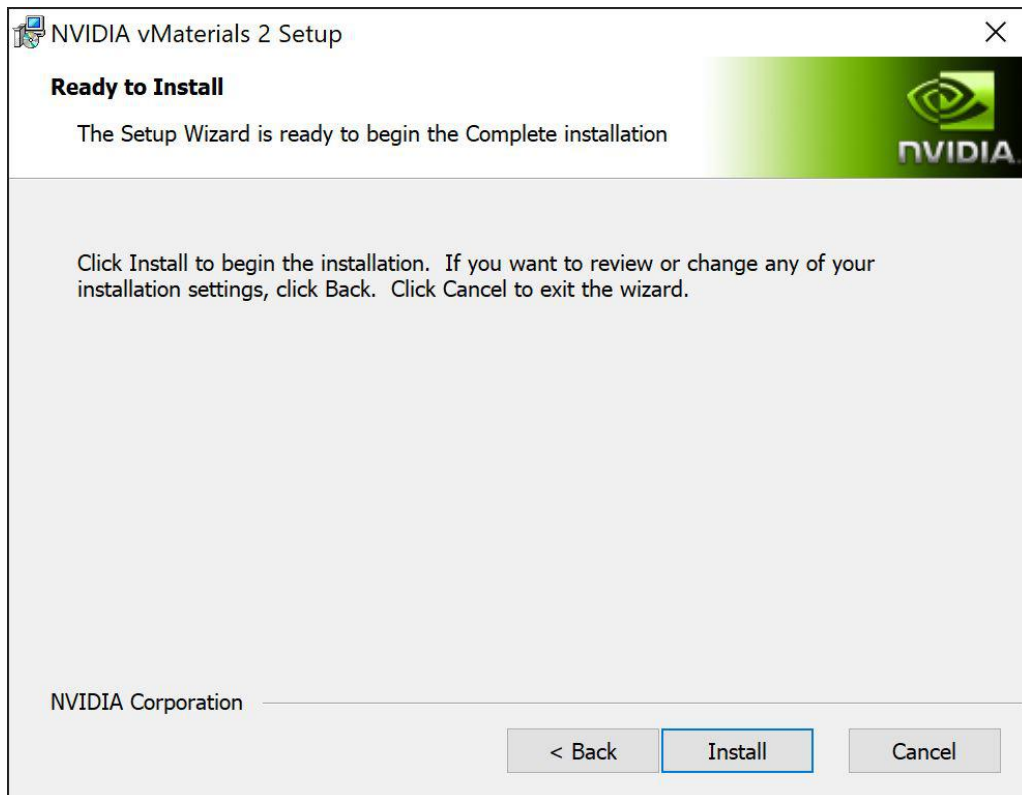 NVIDIA vMaterials 2 Setup
Ready to Install
The Setup Wizard is ready to begin the Complete installation
NVIDIA.
Click Install to begin the installation.  If you want to review or change any of your
installation settings, click Back.  Click Cancel to exit the wizard.
NVIDIA Corporation
< Back
Install
Cancel